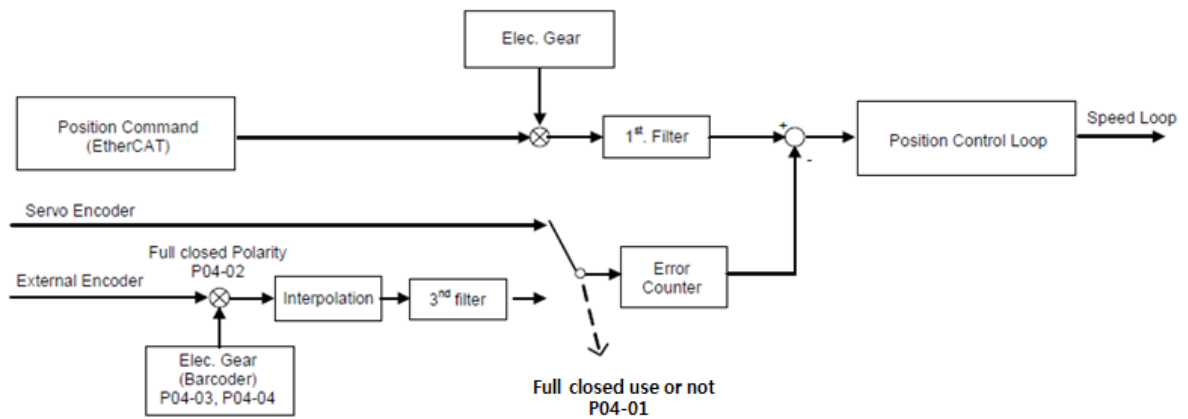 Elec. Gear
Position Command
(EtherCAT)
1st. Filter
+
-
Position Control Loop
Speed Loop
Servo Encoder
Full closed Polarity
P04-02
External Encoder
Interpolation
3nd filter
Error
Counter
Elec. Gear
(Barcoder)
P04-03, P04-04
Full closed use or not
P04-01